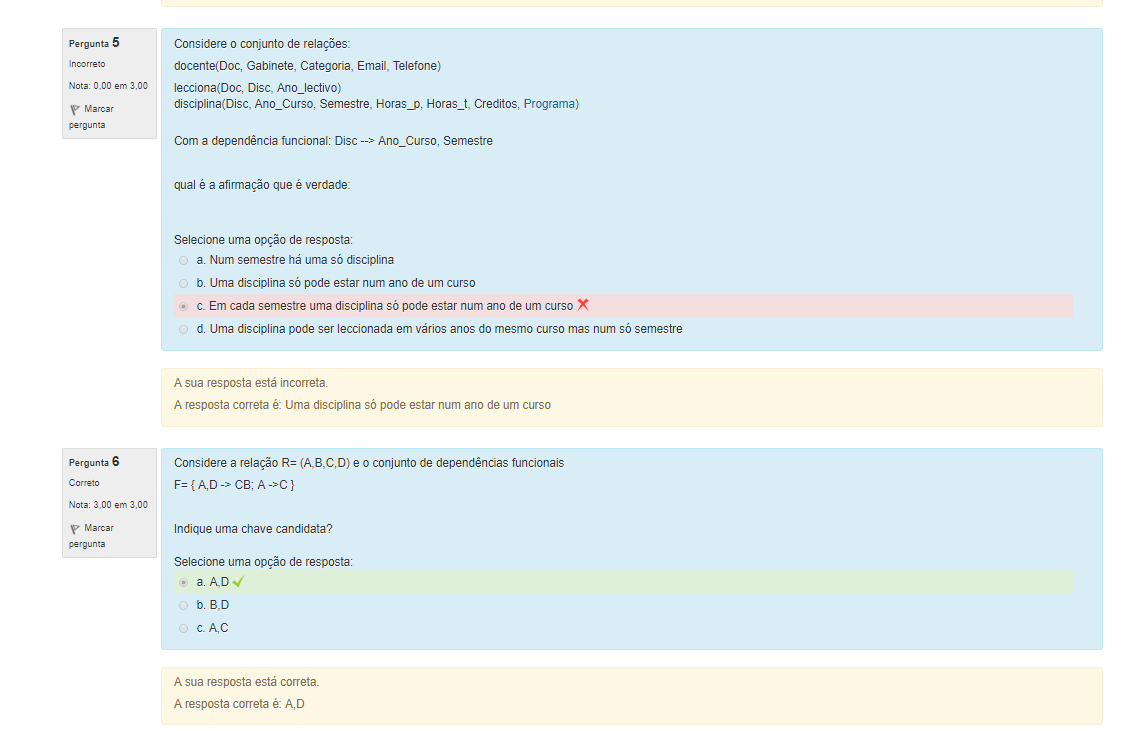 Pergunta 5
Incorreto
Nota: 0,00 em 3,00
Marcar
pergunta
Considere o conjunto de relações:
docente(Doc, Gabinete, Categoria, Email, Telefone)
lecciona(Doc, Disc, Ano_lectivo)
disciplina(Disc, Ano_Curso, Semestre, Horas_p, Horas_t, Creditos, Programa)
Com a dependência funcional: Disc --> Ano_Curso, Semestre
qual é a afirmação que é verdade:
Selecione uma opção de resposta:
a. Num semestre há uma só disciplina
b. Uma disciplina só pode estar num ano de um curso
c. Em cada semestre uma disciplina só pode estar num ano de um curso
d. Uma disciplina pode ser leccionada em vários anos do mesmo curso mas num só semestre
A sua resposta está incorreta.
A resposta correta é: Uma disciplina só pode estar num ano de um curso
Pergunta 6
Correto
Nota: 3,00 em 3,00
Marcar
pergunta
Considere a relação R= (A,B,C,D) e o conjunto de dependências funcionais
F= { A,D -> CB; A ->C }
Indique uma chave candidata?
Selecione uma opção de resposta:
a. A,D
b. B,D
c. A,C
A sua resposta está correta.
A resposta correta é: A,D